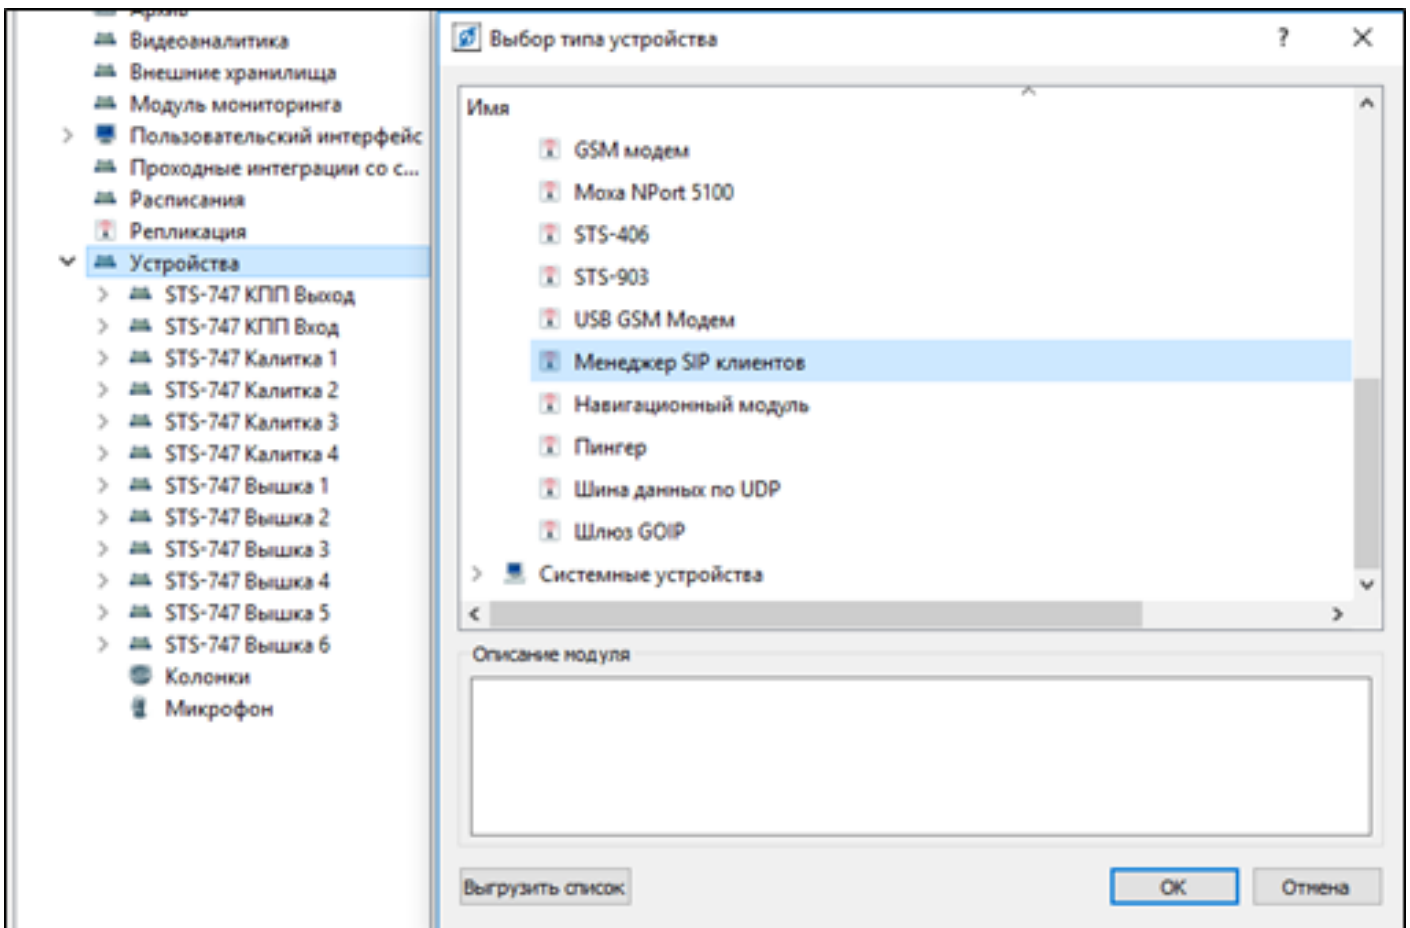 Архив
Видеоаналитика
Внешние хранилища
Модуль мониторинга
Пользовательский интерфейс
Проходные интеграции со с...
Расписания
Репликация
Устройства
STS-747 КПП Выход
STS-747 КПП Вход
STS-747 Калитка 1
STS-747 Калитка 2
STS-747 Калитка 3
STS-747 Калитка 4
STS-747 Вышка 1
STS-747 Вышка 2
STS-747 Вышка 3
STS-747 Вышка 4
STS-747 Вышка 5
STS-747 Вышка 6
Колонки
Микрофон
Выбор типа устройства
Имя
GSM модем
Moxa NPort 5100
STS-406
STS-903
USB GSM Модем
Менеджер SIP клиентов
Навигационный модуль
Пингер
Шина данных по UDP
Шлюз GOIP
Системные устройства
Описание модуля
Выгрузить список
OK
Отмена